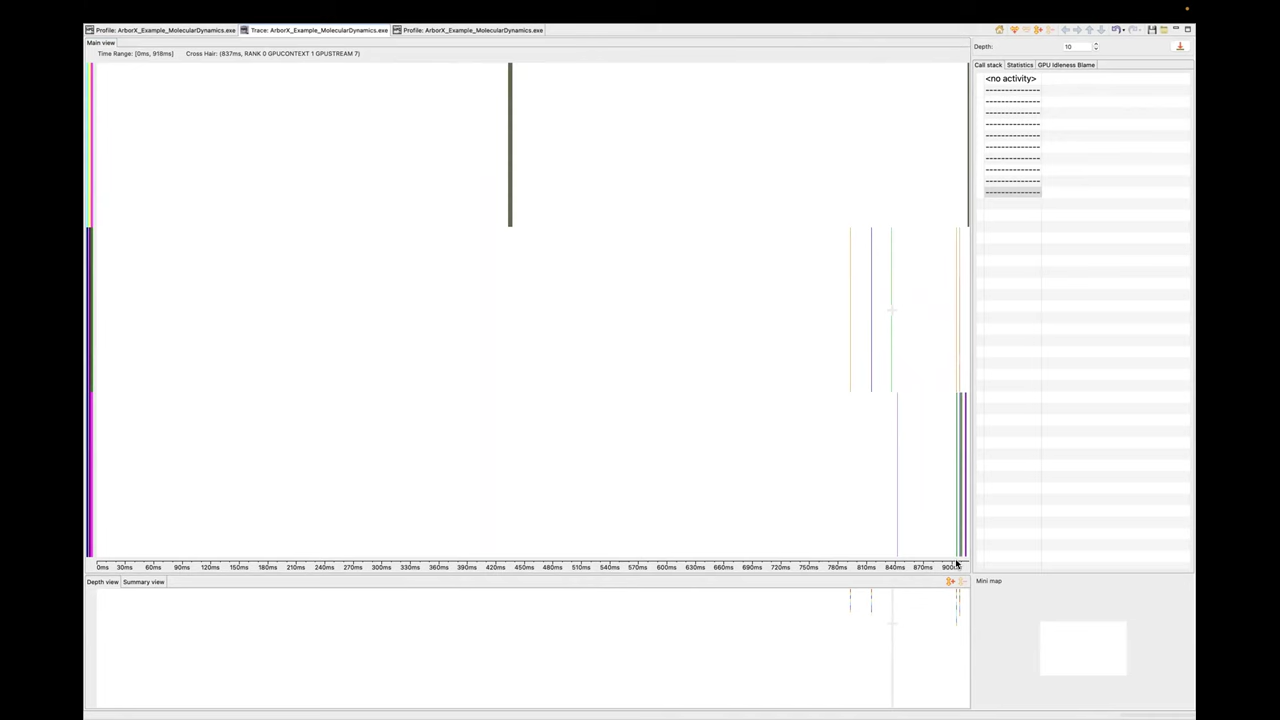 Profile: ArborX_Example_MolecularDynamics.exe
Trace: ArborX_Example_MolecularDynamics.exe
Profile: ArborX_Example_MolecularDynamics.exe
Main view
Time Range: [0ms, 918ms] Cross Hair: (837ms, RANK 0 GPUCONTEXT 1 GPUSTREAM 7)
Depth: 10
Call stack Statistics GPU Idleness Blame
<no activity>
--------------
--------------
--------------
--------------
--------------
--------------
--------------
--------------
--------------
--------------
0ms 30ms 60ms 90ms 120ms 150ms 180ms 210ms 240ms 270ms 300ms 330ms 360ms 390ms 420ms 450ms 480ms 510ms 540ms 570ms 600ms 630ms 660ms 690ms 720ms 750ms 780ms 810ms 840ms 870ms
Depth view Summary view
Mini map